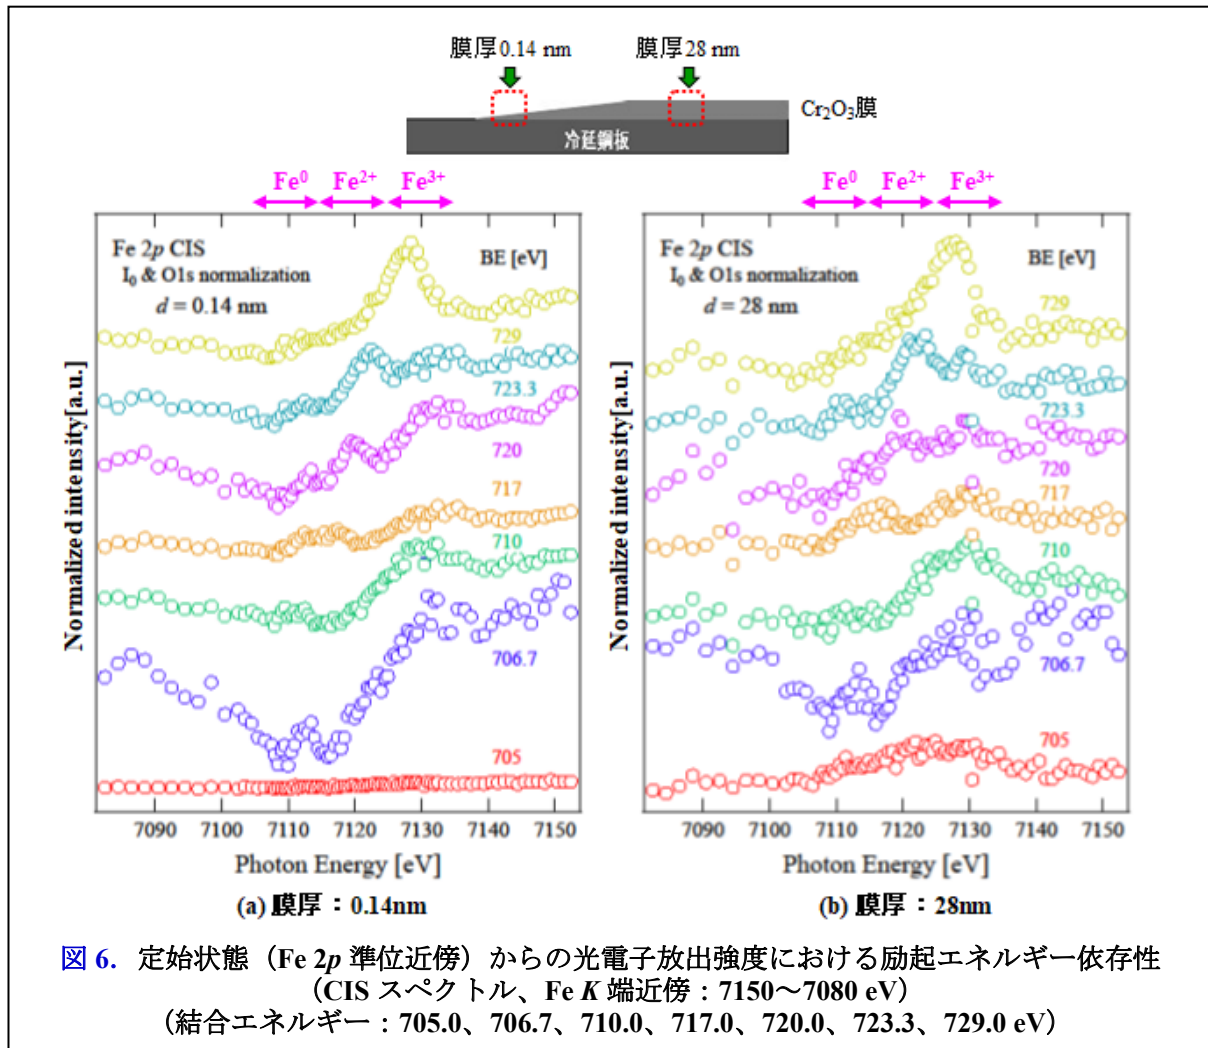 膜厚0.14 nm
膜厚28 nm
Cr₂O₃膜
冷延鋼板
Fe⁰ Fe²⁺ Fe³⁺
Fe 2p CIS
I₀ & O1s normalization
d = 0.14 nm
BE [eV]
729
723.3
720
717
710
706.7
705
Normalized intensity[a.u.]
7090 7100 7110 7120 7130 7140 7150
Photon Energy [eV]
(a) 膜厚：0.14nm
Fe⁰ Fe²⁺ Fe³⁺
Fe 2p CIS
I₀ & O1s normalization
d = 28 nm
BE [eV]
729
723.3
720
717
710
706.7
705
Normalized intensity[a.u.]
7090 7100 7110 7120 7130 7140 7150
Photon Energy [eV]
(b) 膜厚：28nm
図 6. 定始状態（Fe 2p 準位近傍）からの光電子放出強度における励起エネルギー依存性
（CIS スペクトル、Fe K 端近傍：7150～7080 eV）
（結合エネルギー：705.0、706.7、710.0、717.0、720.0、723.3、729.0 eV）